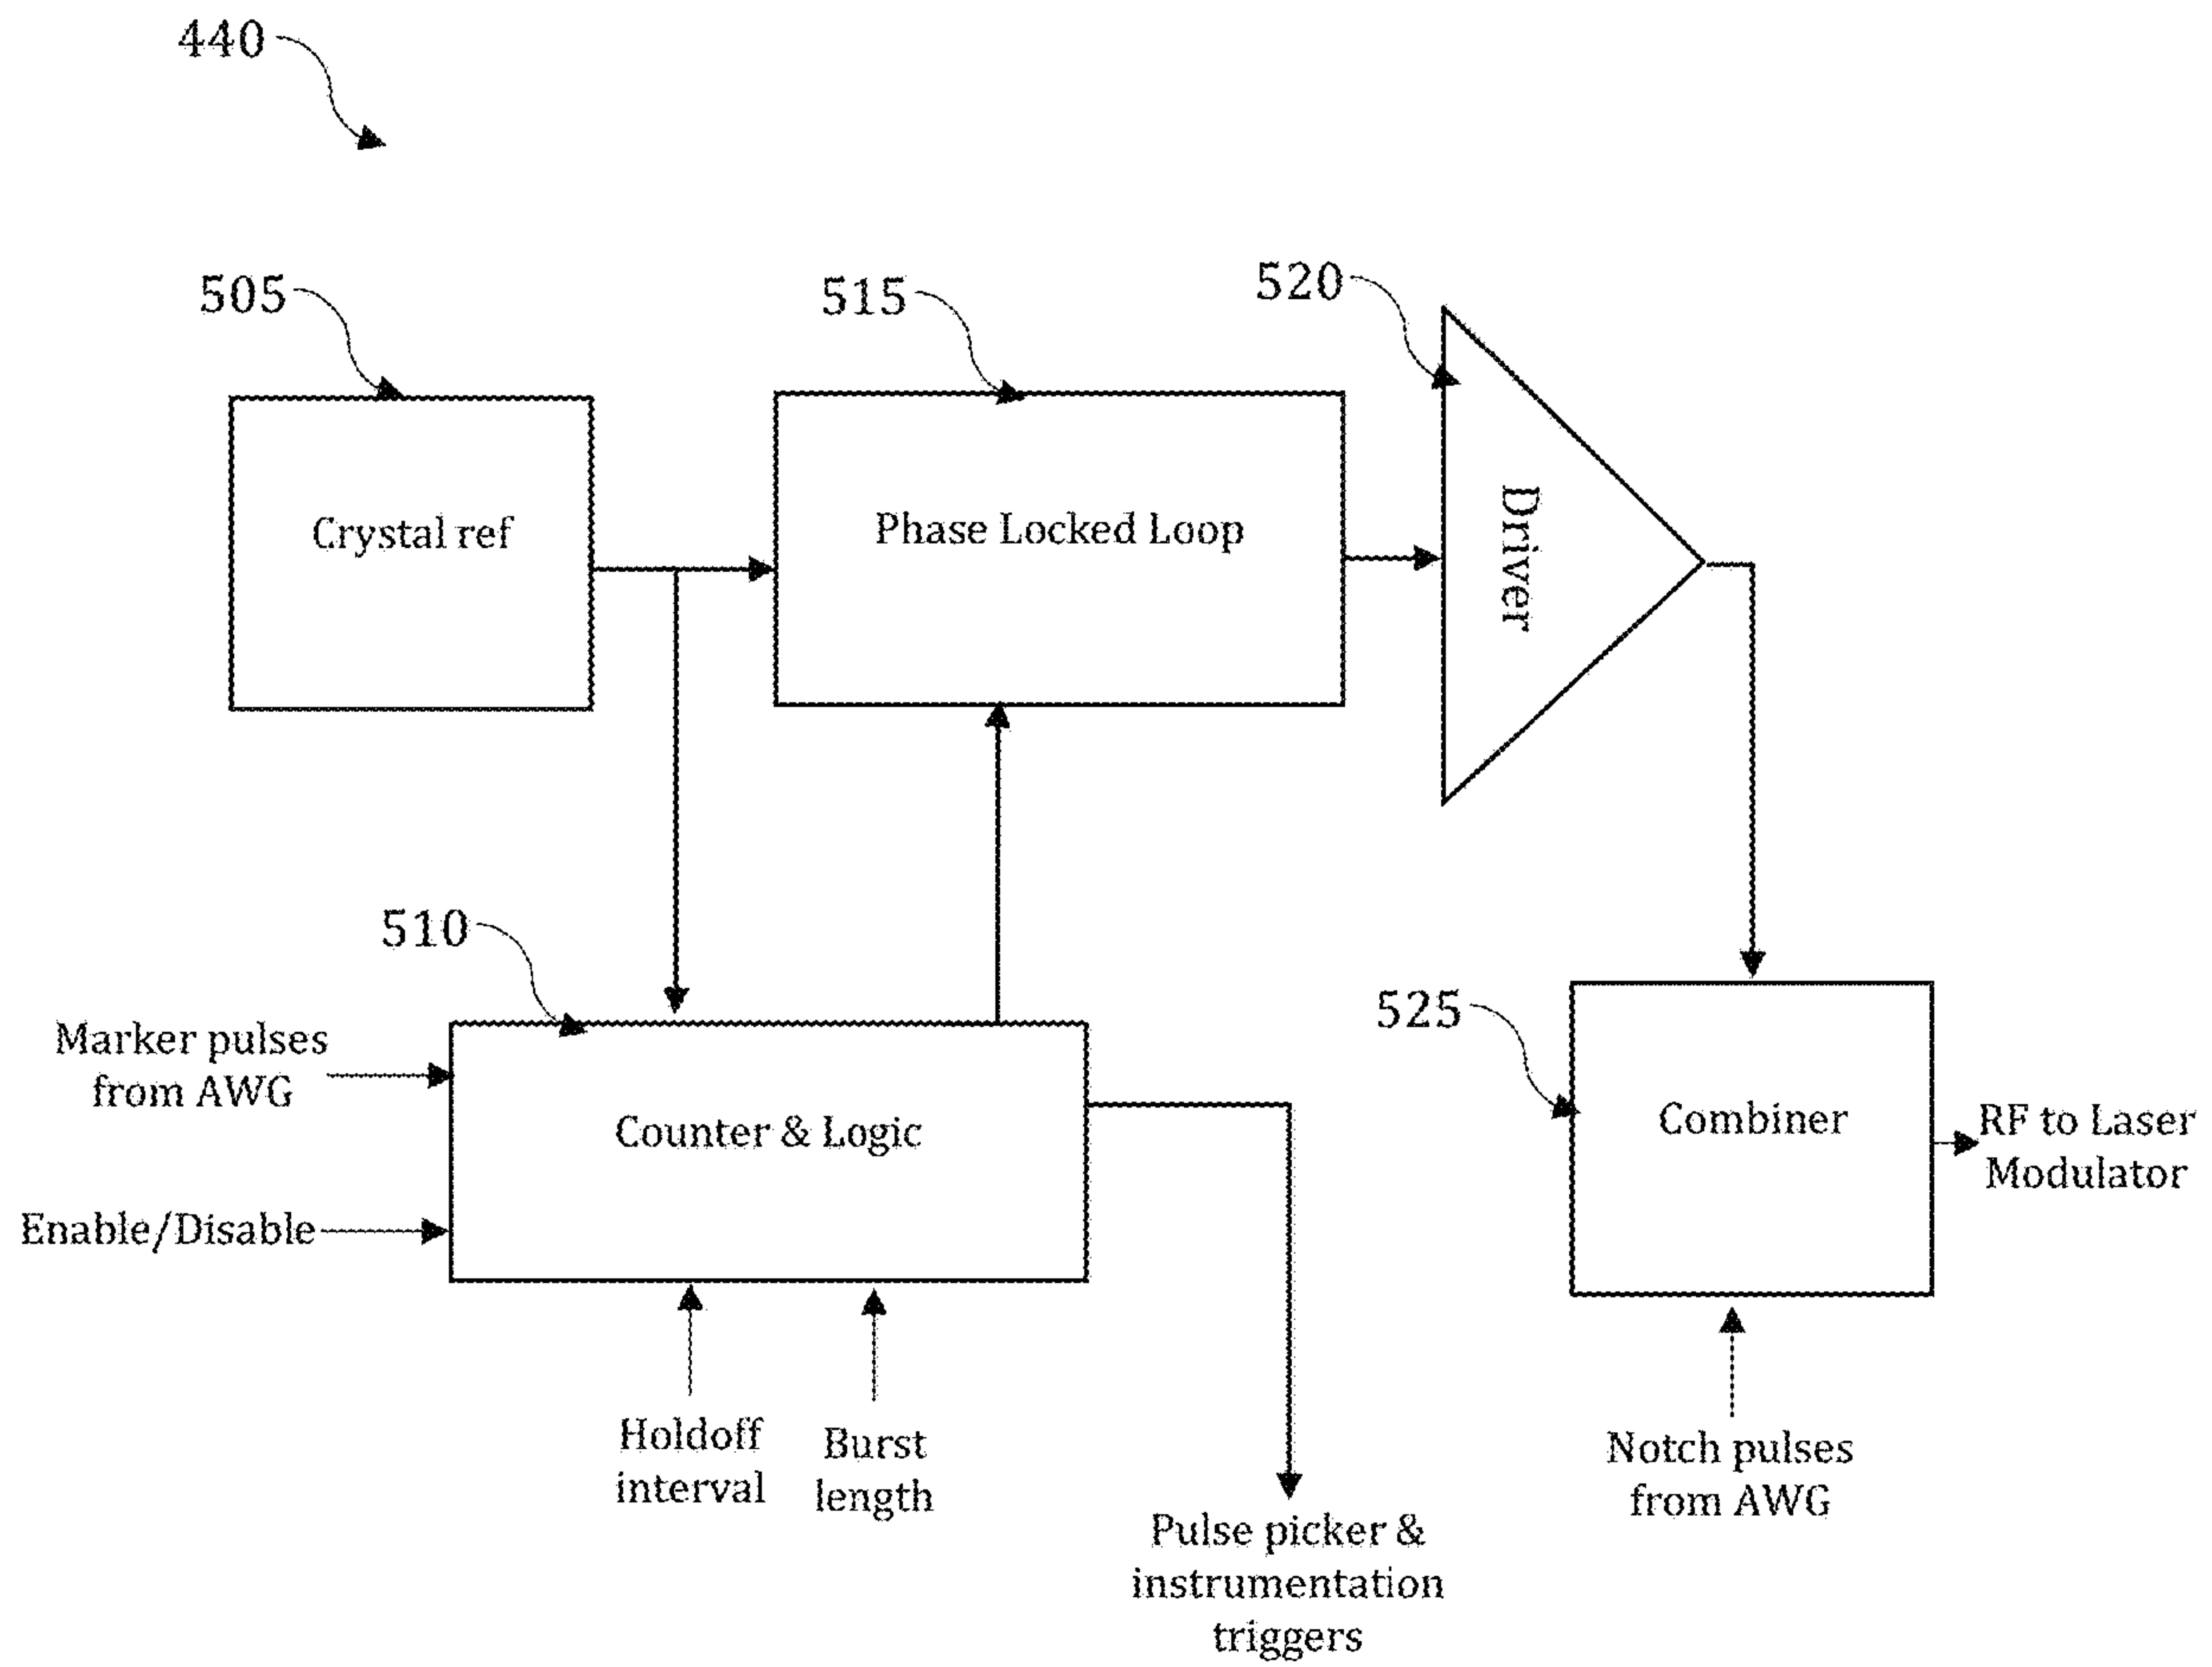 440
505
515
520
Crystal ref
Phase Locked Loop
Driver
510
525
Marker pulses
from AWG
Counter & Logic
Combiner
RF to Laser
Modulator
Enable/Disable
Holdoff
interval
Burst
length
Notch pulses
from AWG
Pulse picker &
instrumentation
triggers